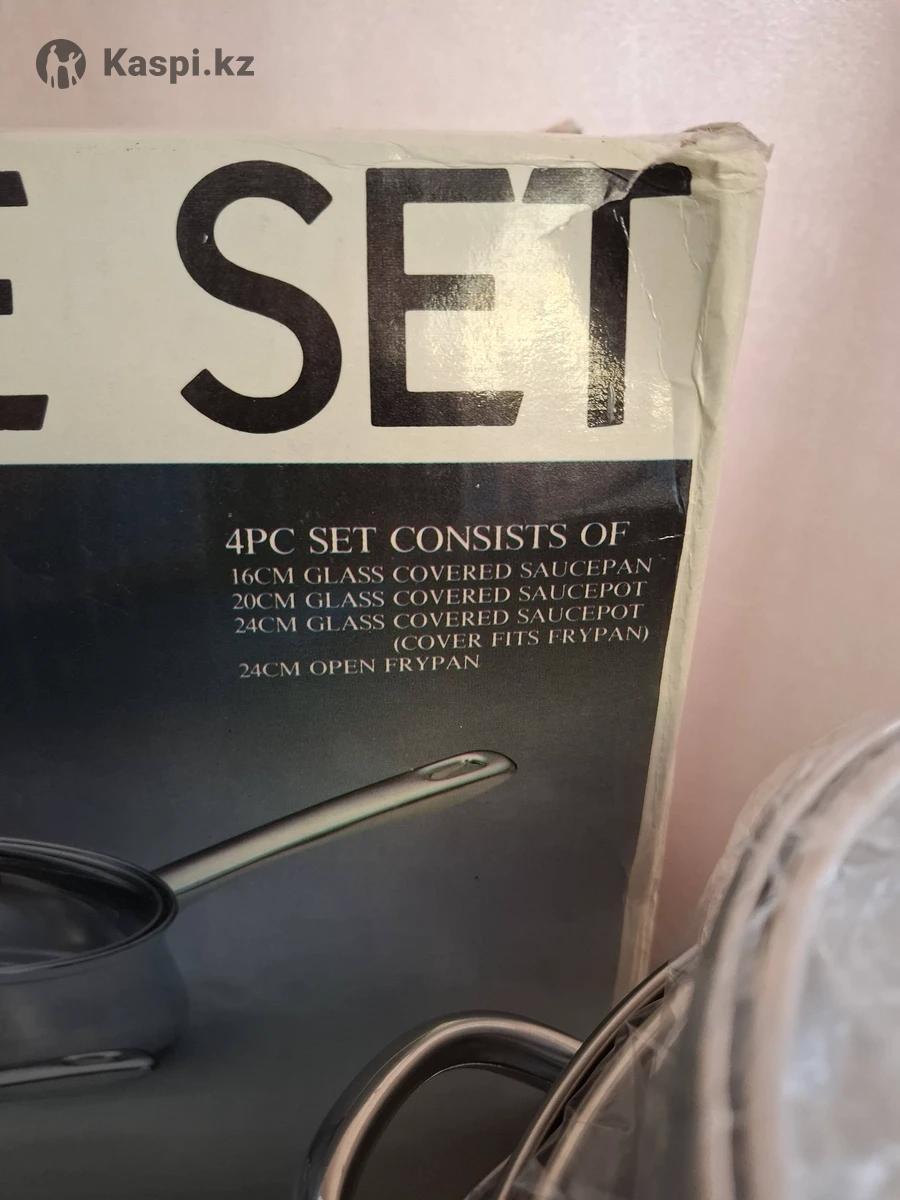 Kaspi.kz
E SET
4PC SET CONSISTS OF
16CM GLASS COVERED SAUCEPAN
20CM GLASS COVERED SAUCEPOT
24CM GLASS COVERED SAUCEPOT
(COVER FITS FRYPAN)
24CM OPEN FRYPAN